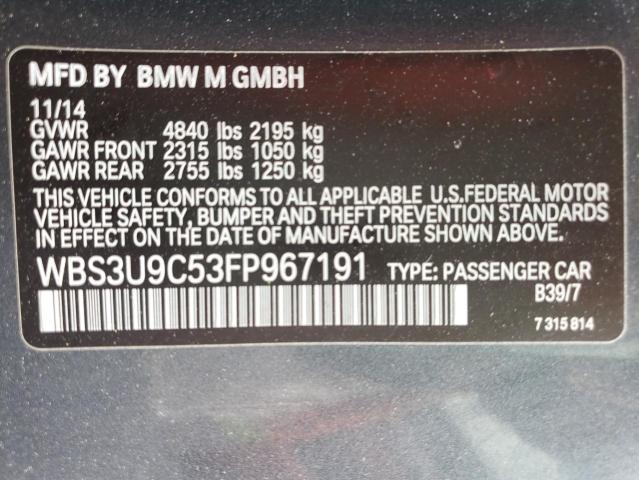 MFD BY BMW M GMBH
11/14
GVWR 4840 lbs 2195 kg
GAWR FRONT 2315 lbs 1050 kg
GAWR REAR 2755 lbs 1250 kg
THIS VEHICLE CONFORMS TO ALL APPLICABLE U.S.FEDERAL MOTOR
VEHICLE SAFETY, BUMPER AND THEFT PREVENTION STANDARDS
IN EFFECT ON THE DATE OF MANUFACTURE SHOWN ABOVE.
WBS3U9C53FP967191 TYPE: PASSENGER CAR
B39/7
7 315 814